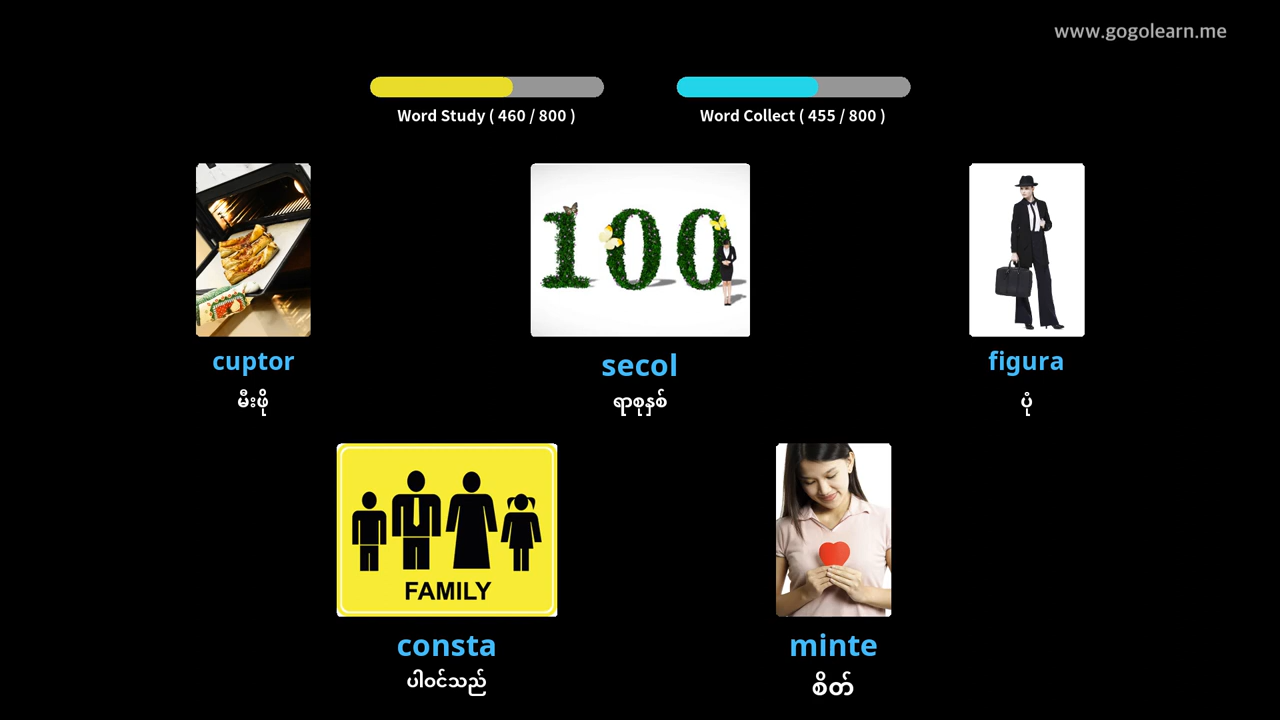 www.gogolearn.me
Word Study ( 460 / 800 )
Word Collect ( 455 / 800 )
100
cuptor
secol
figura
မီးဖို
ရာစုနှစ်
ပုံ
FAMILY
consta
minte
ပါဝင်သည်
စိတ်